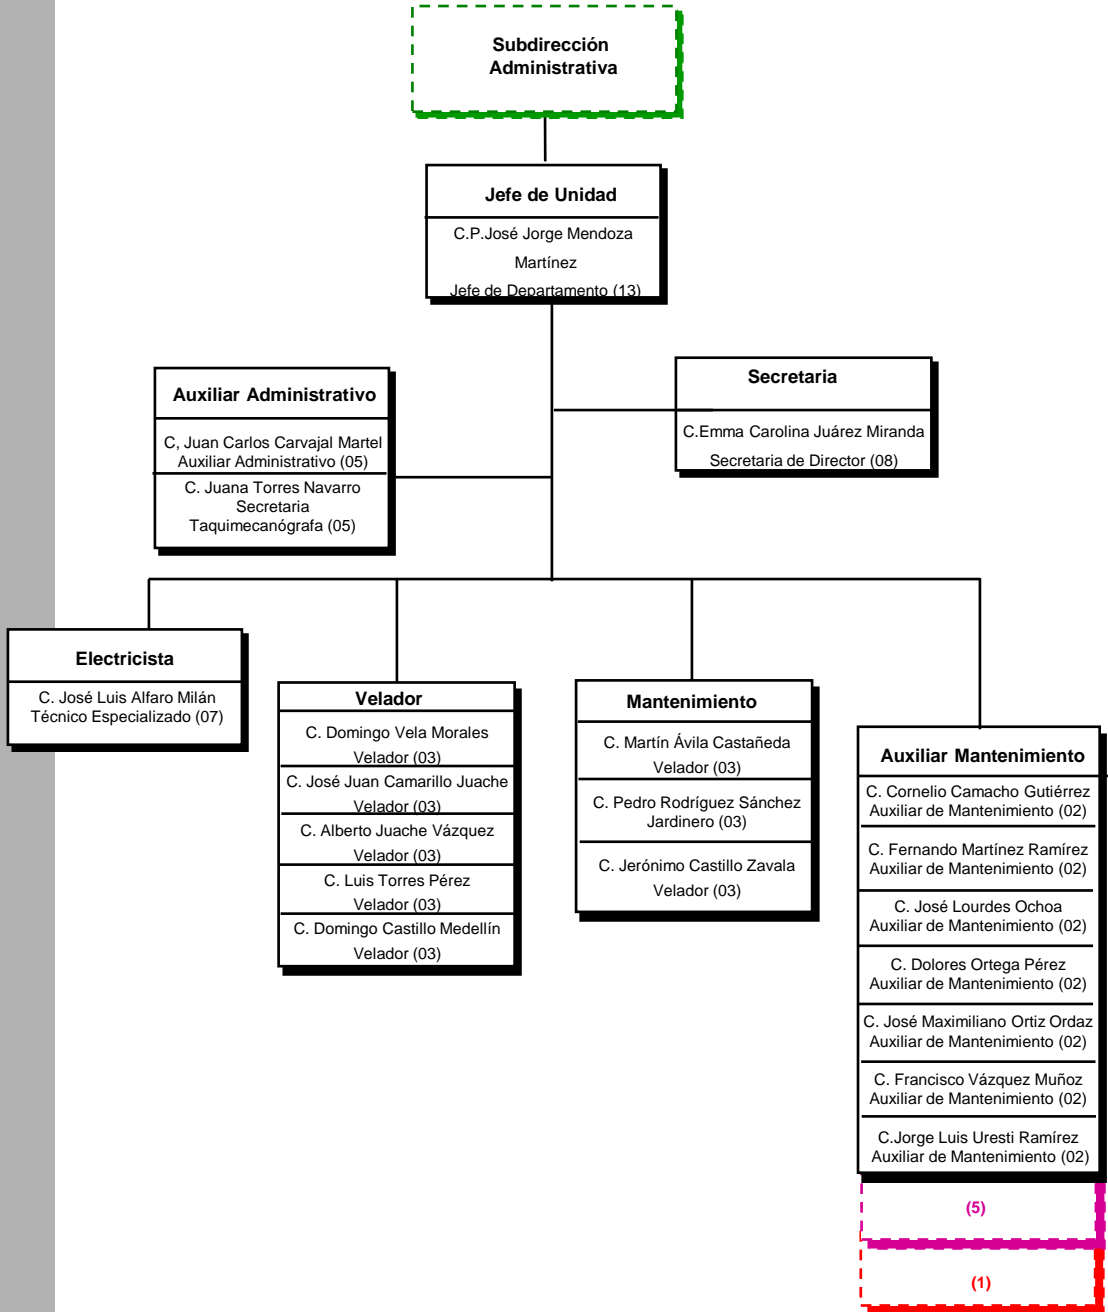 Subdirección
Administrativa
Jefe de Unidad
C.P.José Jorge Mendoza
Martínez
Jefe de Departamento (13)
Auxiliar Administrativo
C, Juan Carlos Carvajal Martel
Auxiliar Administrativo (05)
C. Juana Torres Navarro
Secretaria
Taquimecanógrafa (05)
Secretaria
C.Emma Carolina Juárez Miranda
Secretaria de Director (08)
Electricista
C. José Luis Alfaro Milán
Técnico Especializado (07)
Velador
C. Domingo Vela Morales
Velador (03)
C. José Juan Camarillo Juache
Velador (03)
C. Alberto Juache Vázquez
Velador (03)
C. Luis Torres Pérez
Velador (03)
C. Domingo Castillo Medellín
Velador (03)
Mantenimiento
C. Martín Ávila Castañeda
Velador (03)
C. Pedro Rodríguez Sánchez
Jardinero (03)
C. Jerónimo Castillo Zavala
Velador (03)
Auxiliar Mantenimiento
C. Cornelio Camacho Gutiérrez
Auxiliar de Mantenimiento (02)
C. Fernando Martínez Ramírez
Auxiliar de Mantenimiento (02)
C. José Lourdes Ochoa
Auxiliar de Mantenimiento (02)
C. Dolores Ortega Pérez
Auxiliar de Mantenimiento (02)
C. José Maximiliano Ortiz Ordaz
Auxiliar de Mantenimiento (02)
C. Francisco Vázquez Muñoz
Auxiliar de Mantenimiento (02)
C.Jorge Luis Uresti Ramírez
Auxiliar de Mantenimiento (02)
(5)
(1)